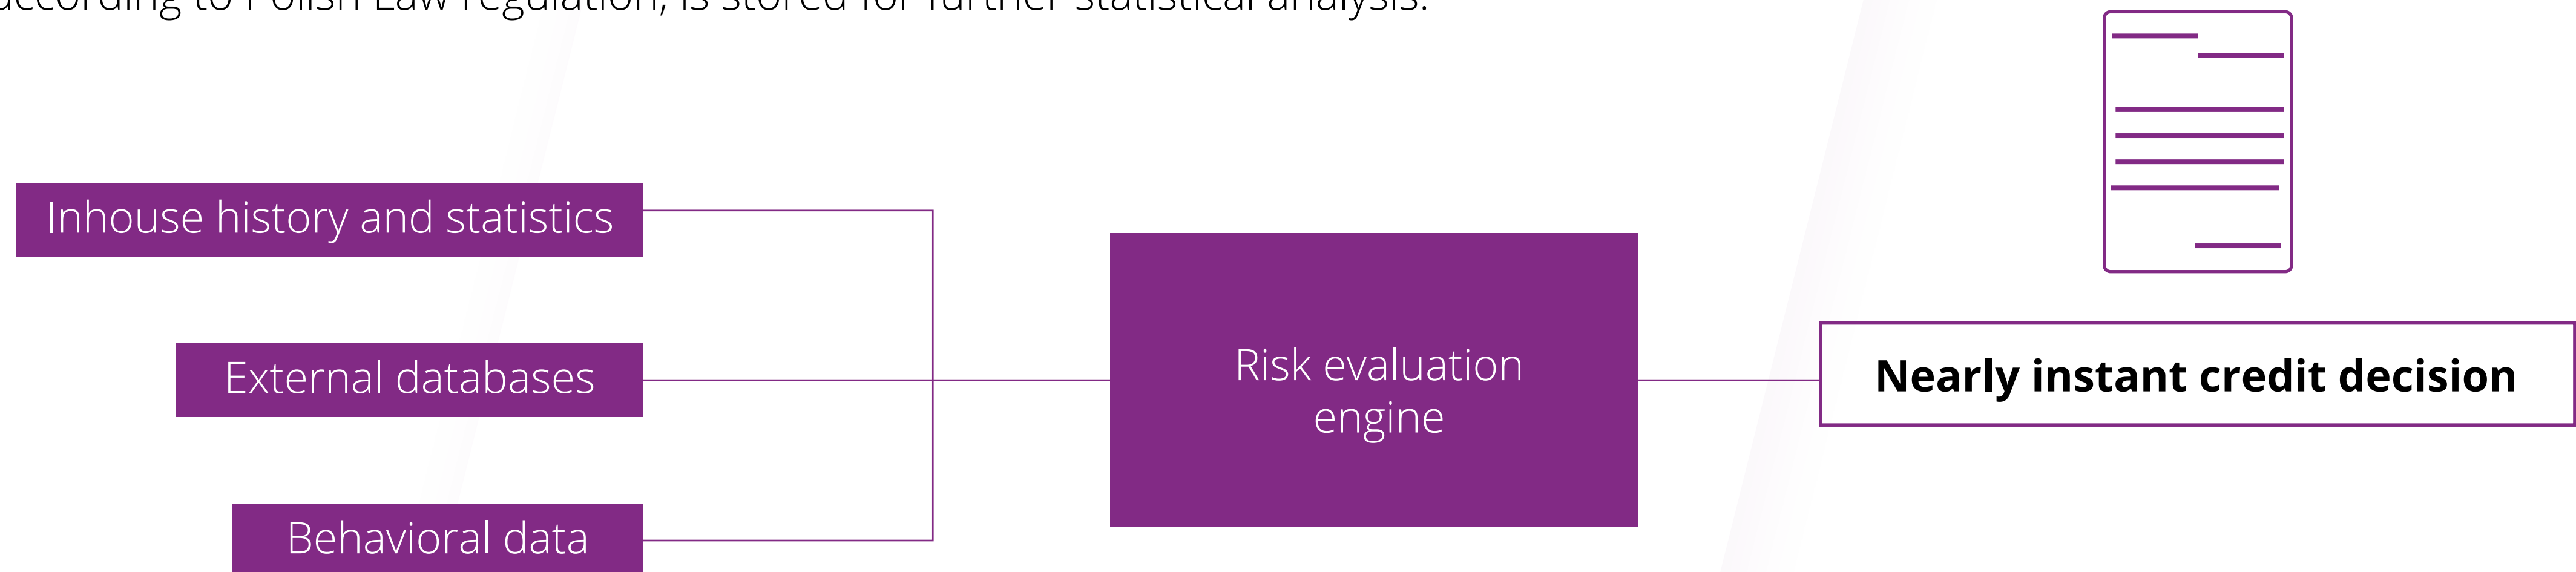 according to Polish Law regulation, is stored for further statistical analysis.
Inhouse history and statistics
External databases
Behavioral data
Risk evaluation
engine
Nearly instant credit decision